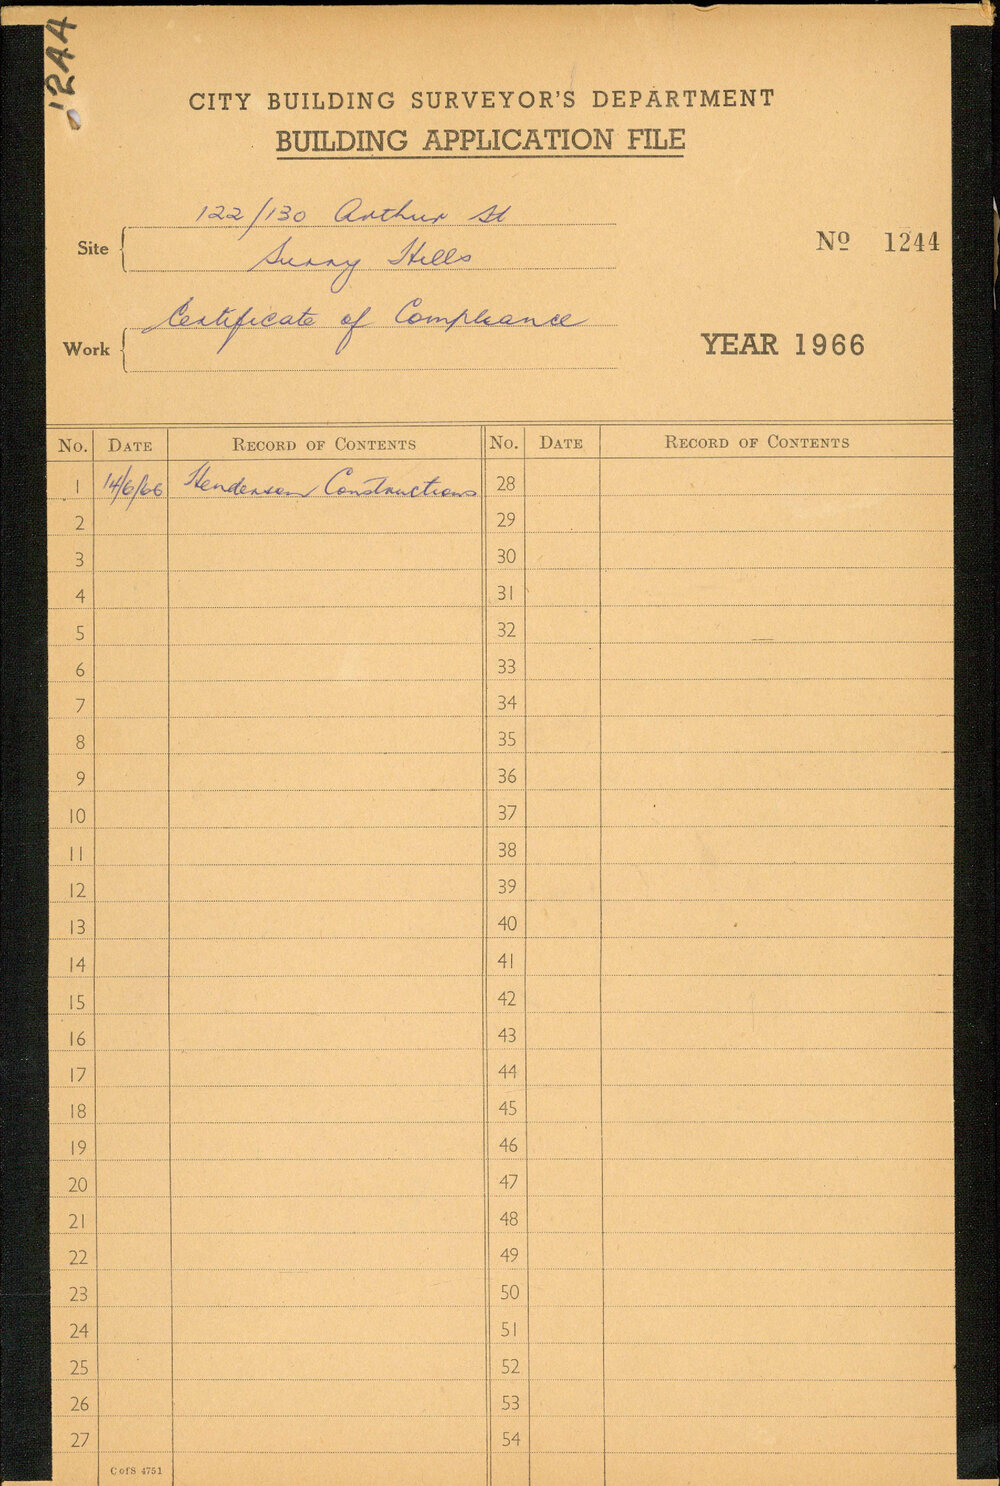 1244
CITY BUILDING SURVEYOR'S DEPARTMENT
BUILDING APPLICATION FILE
Site
122/130 Arthur St
Surry Hills
Nº 1244
Work
Certificate of Compliance
YEAR 1966
No. DATE RECORD OF CONTENTS No. DATE RECORD OF CONTENTS
1 14/6/66 Henderson Constructions 28
2 29
3 30
4 31
5 32
6 33
7 34
8 35
9 36
10 37
11 38
12 39
13 40
14 41
15 42
16 43
17 44
18 45
19 46
20 47
21 48
22 49
23 50
24 51
25 52
26 53
27 54
C of S 4751